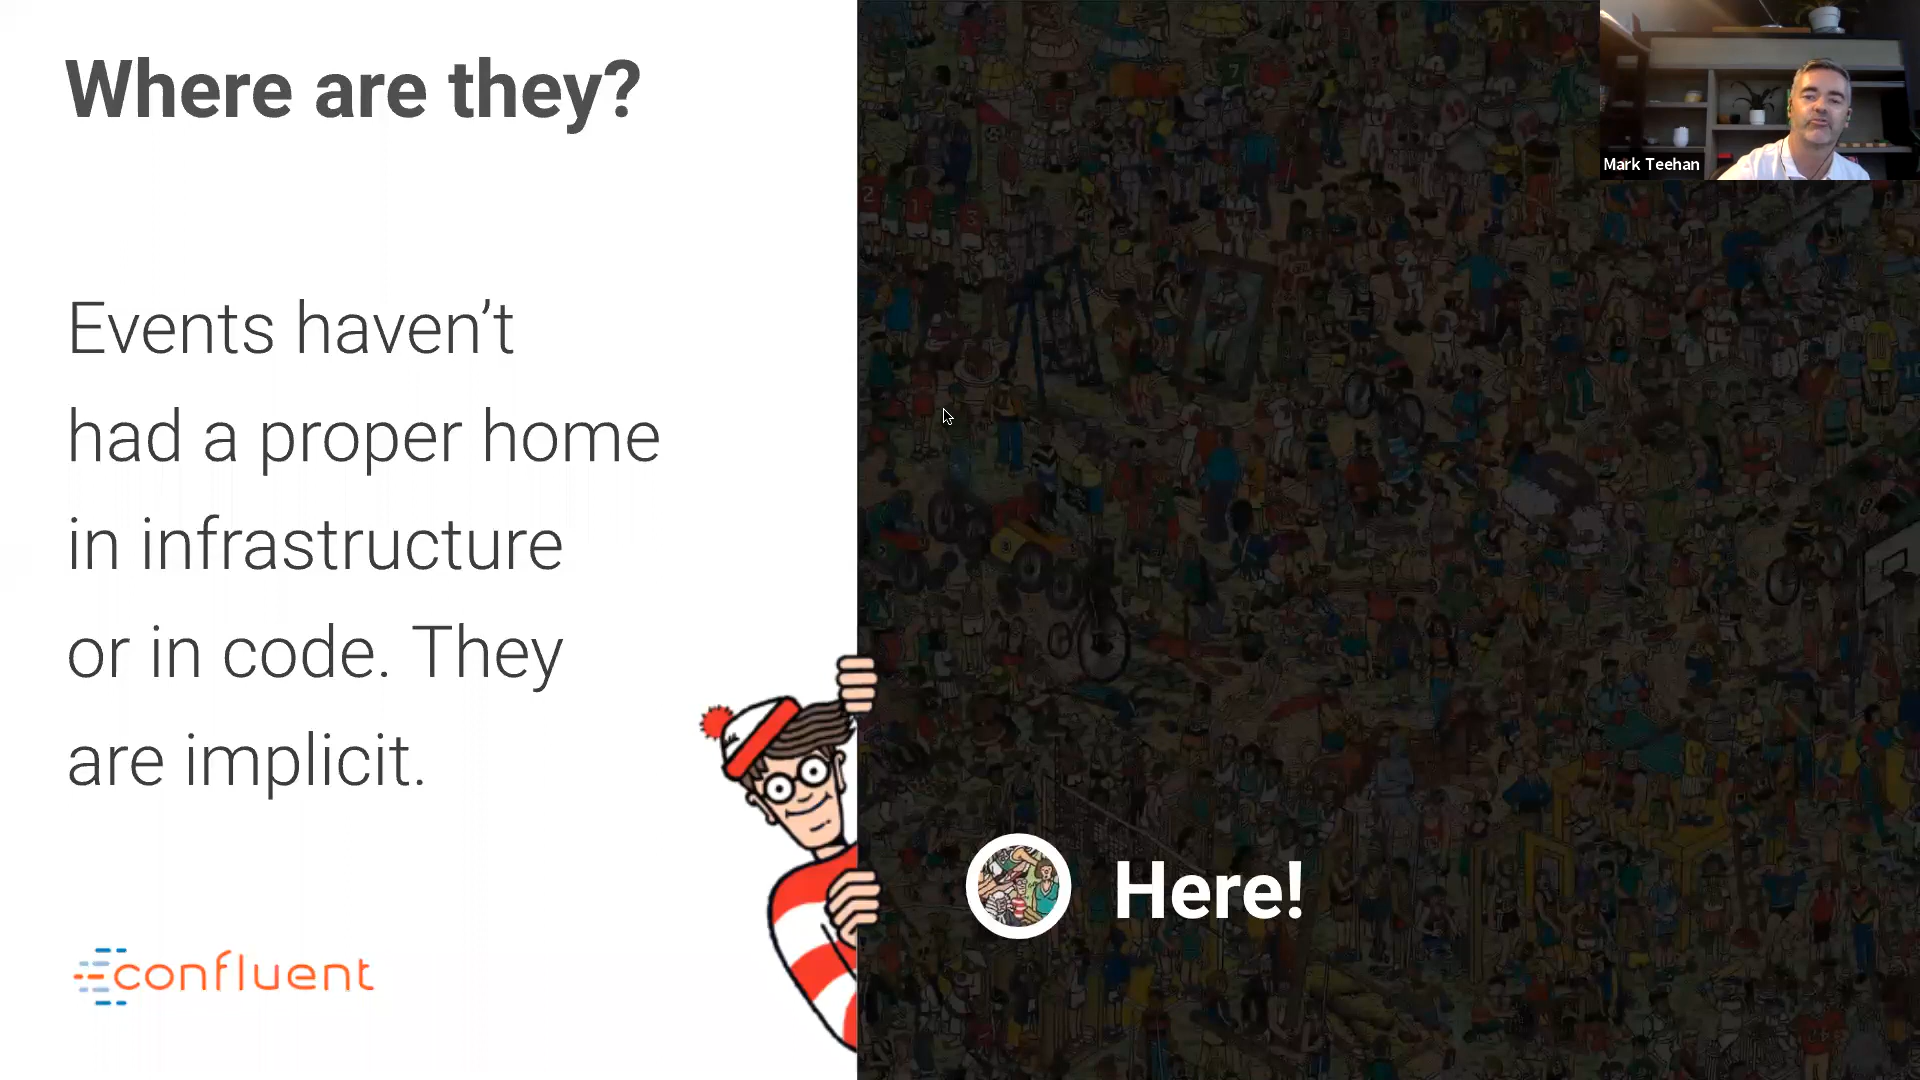 Where are they?
Mark Teehan
Events haven’t
had a proper home
in infrastructure
or in code. They
are implicit.
Here!
confluent